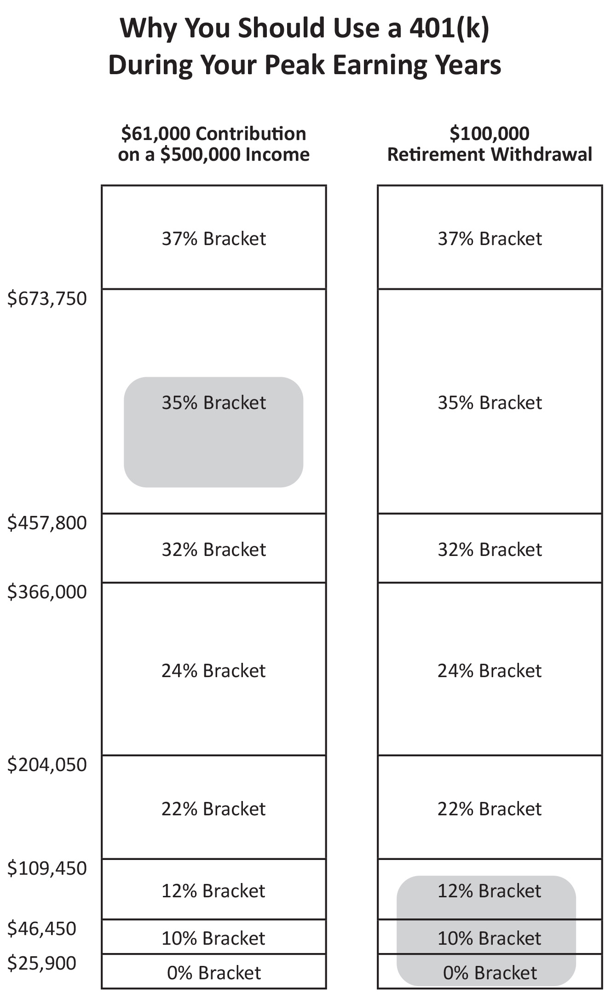 Why You Should Use a 401(k)
During Your Peak Earning Years
$61,000 Contribution
on a $500,000 Income
$100,000
Retirement Withdrawal
37% Bracket
37% Bracket
$673,750
35% Bracket
35% Bracket
$457,800
32% Bracket
32% Bracket
$366,000
24% Bracket
24% Bracket
$204,050
22% Bracket
22% Bracket
$109,450
12% Bracket
12% Bracket
$46,450
10% Bracket
10% Bracket
$25,900
0% Bracket
0% Bracket